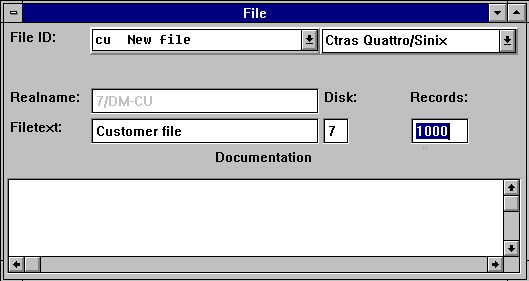 File
File ID: cu New file Ctras Quattro/Sinix
Realname: 7/DM-CU Disk: Records:
Filetext: Customer file 7 1000
Documentation